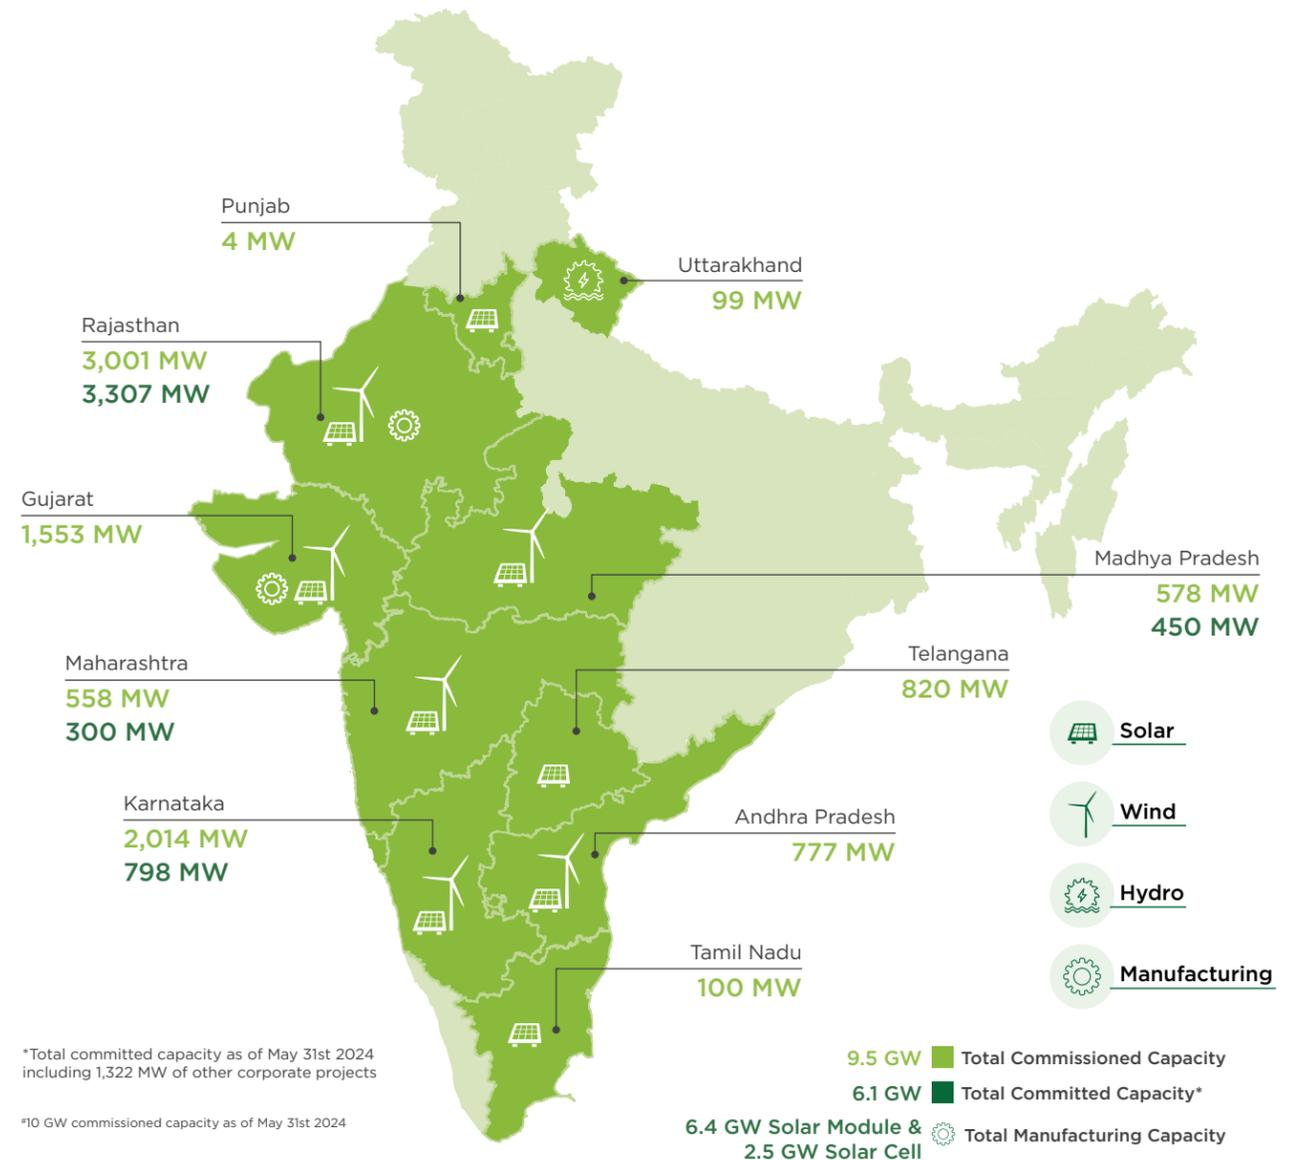 Punjab
4 MW
Uttarakhand
99 MW
Rajasthan
3,001 MW
3,307 MW
Gujarat
1,553 MW
Madhya Pradesh
578 MW
450 MW
Maharashtra
558 MW
300 MW
Telangana
820 MW
Karnataka
2,014 MW
798 MW
Andhra Pradesh
777 MW
Tamil Nadu
100 MW
Solar
Wind
Hydro
Manufacturing
*Total committed capacity as of May 31st 2024
including 1,322 MW of other corporate projects
#10 GW commissioned capacity as of May 31st 2024
9.5 GW Total Commissioned Capacity
6.1 GW Total Committed Capacity*
6.4 GW Solar Module &
2.5 GW Solar Cell
Total Manufacturing Capacity